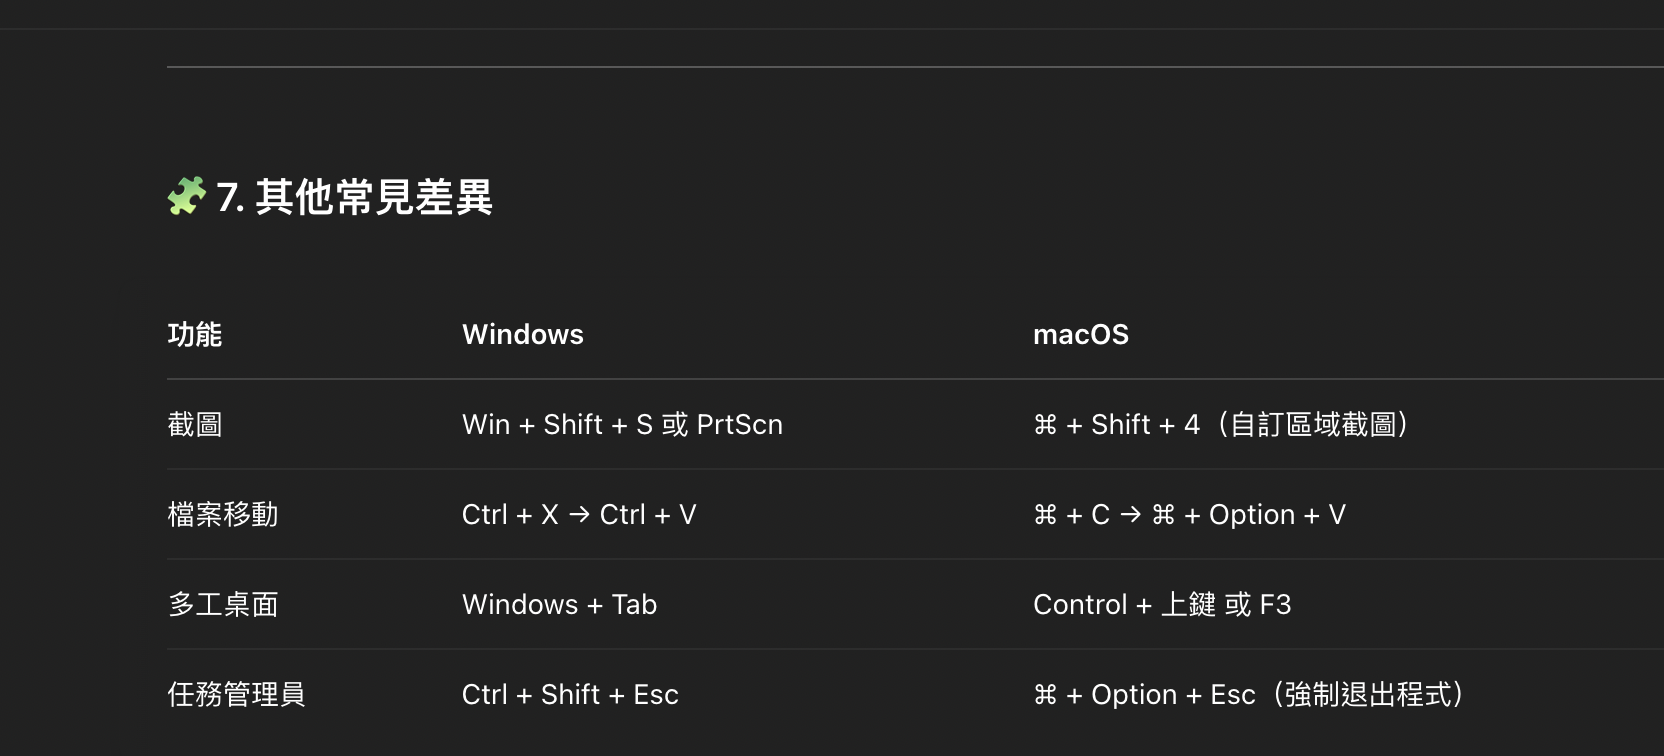 🧩 7. 其他常見差異
功能 Windows macOS
截圖 Win + Shift + S 或 PrtScn ⌘ + Shift + 4（自訂區域截圖）
檔案移動 Ctrl + X → Ctrl + V ⌘ + C → ⌘ + Option + V
多工桌面 Windows + Tab Control + 上鍵 或 F3
任務管理員 Ctrl + Shift + Esc ⌘ + Option + Esc（強制退出程式）